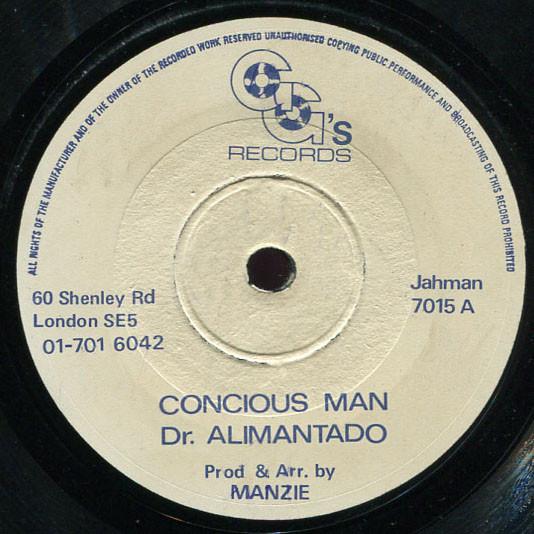 ALL RIGHTS OF THE MANUFACTURER AND OF THE OWNER OF THE RECORDED WORK RESERVED UNAUTHORISED COPYING PUBLIC PERFORMANCE AND BROADCASTING OF THIS RECORD PROHIBITED
GG's
RECORDS
60 Shenley Rd
London SE5
01-701 6042
Jahman
7015 A
CONCIOUS MAN
Dr. ALIMANTADO
Prod & Arr. by
MANZIE